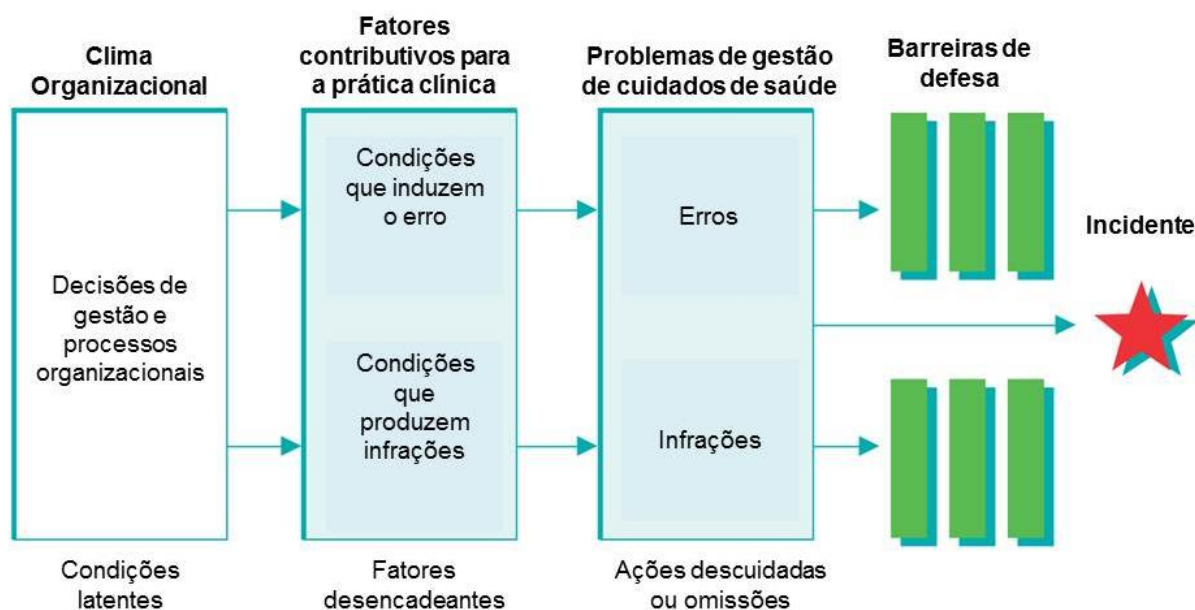 Clima
Organizacional
Fatores
contributivos para
a prática clínica
Problemas de gestão
de cuidados de saúde
Barreiras de
defesa
Decisões de
gestão e
processos
organizacionais
Condições
que induzem
o erro
Condições
que
produzem
infrações
Erros
Infrações
Incidente
Condições
latentes
Fatores
desencadeantes
Ações descuidadas
ou omissões